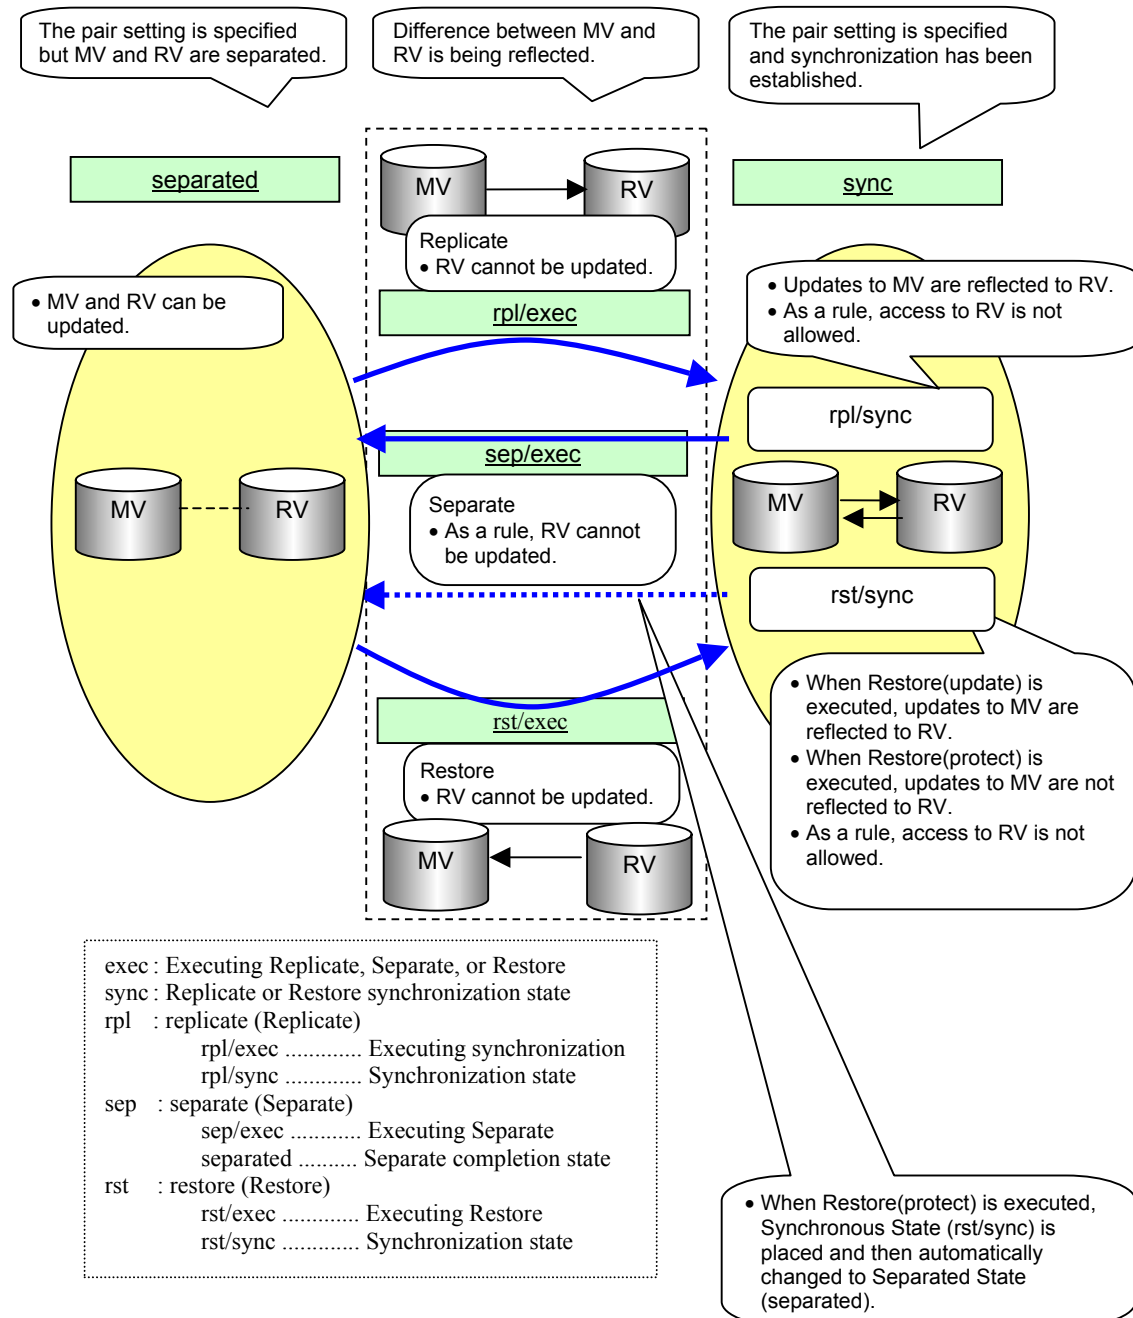 The pair setting is specified
but MV and RV are separated.
Difference between MV and
RV is being reflected.
The pair setting is specified
and synchronization has been
established.
separated
MV
RV
sync
Replicate
• RV cannot be updated.
rpl/exec
• MV and RV can be
updated.
• Updates to MV are reflected to RV.
• As a rule, access to RV is not
allowed.
rpl/sync
sep/exec
MV
RV
Separate
• As a rule, RV cannot
be updated.
MV
RV
rst/sync
• When Restore(update) is
executed, updates to MV are
reflected to RV.
• When Restore(protect) is
executed, updates to MV are not
reflected to RV.
• As a rule, access to RV is not
allowed.
rst/exec
Restore
• RV cannot be updated.
MV
RV
exec : Executing Replicate, Separate, or Restore
sync : Replicate or Restore synchronization state
rpl : replicate (Replicate)
rpl/exec ............. Executing synchronization
rpl/sync ............. Synchronization state
sep : separate (Separate)
sep/exec ............ Executing Separate
separated .......... Separate completion state
rst : restore (Restore)
rst/exec ............. Executing Restore
rst/sync ............. Synchronization state
• When Restore(protect) is executed,
Synchronous State (rst/sync) is
placed and then automatically
changed to Separated State
(separated).